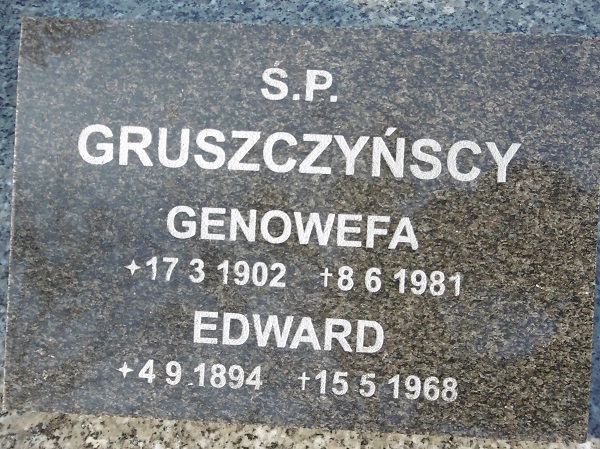 Ś.P.
GRUSZCZYŃSCY
GENOWEFA
✦17 3 1902 †8 6 1981
EDWARD
✦4 9 1894 †15 5 1968